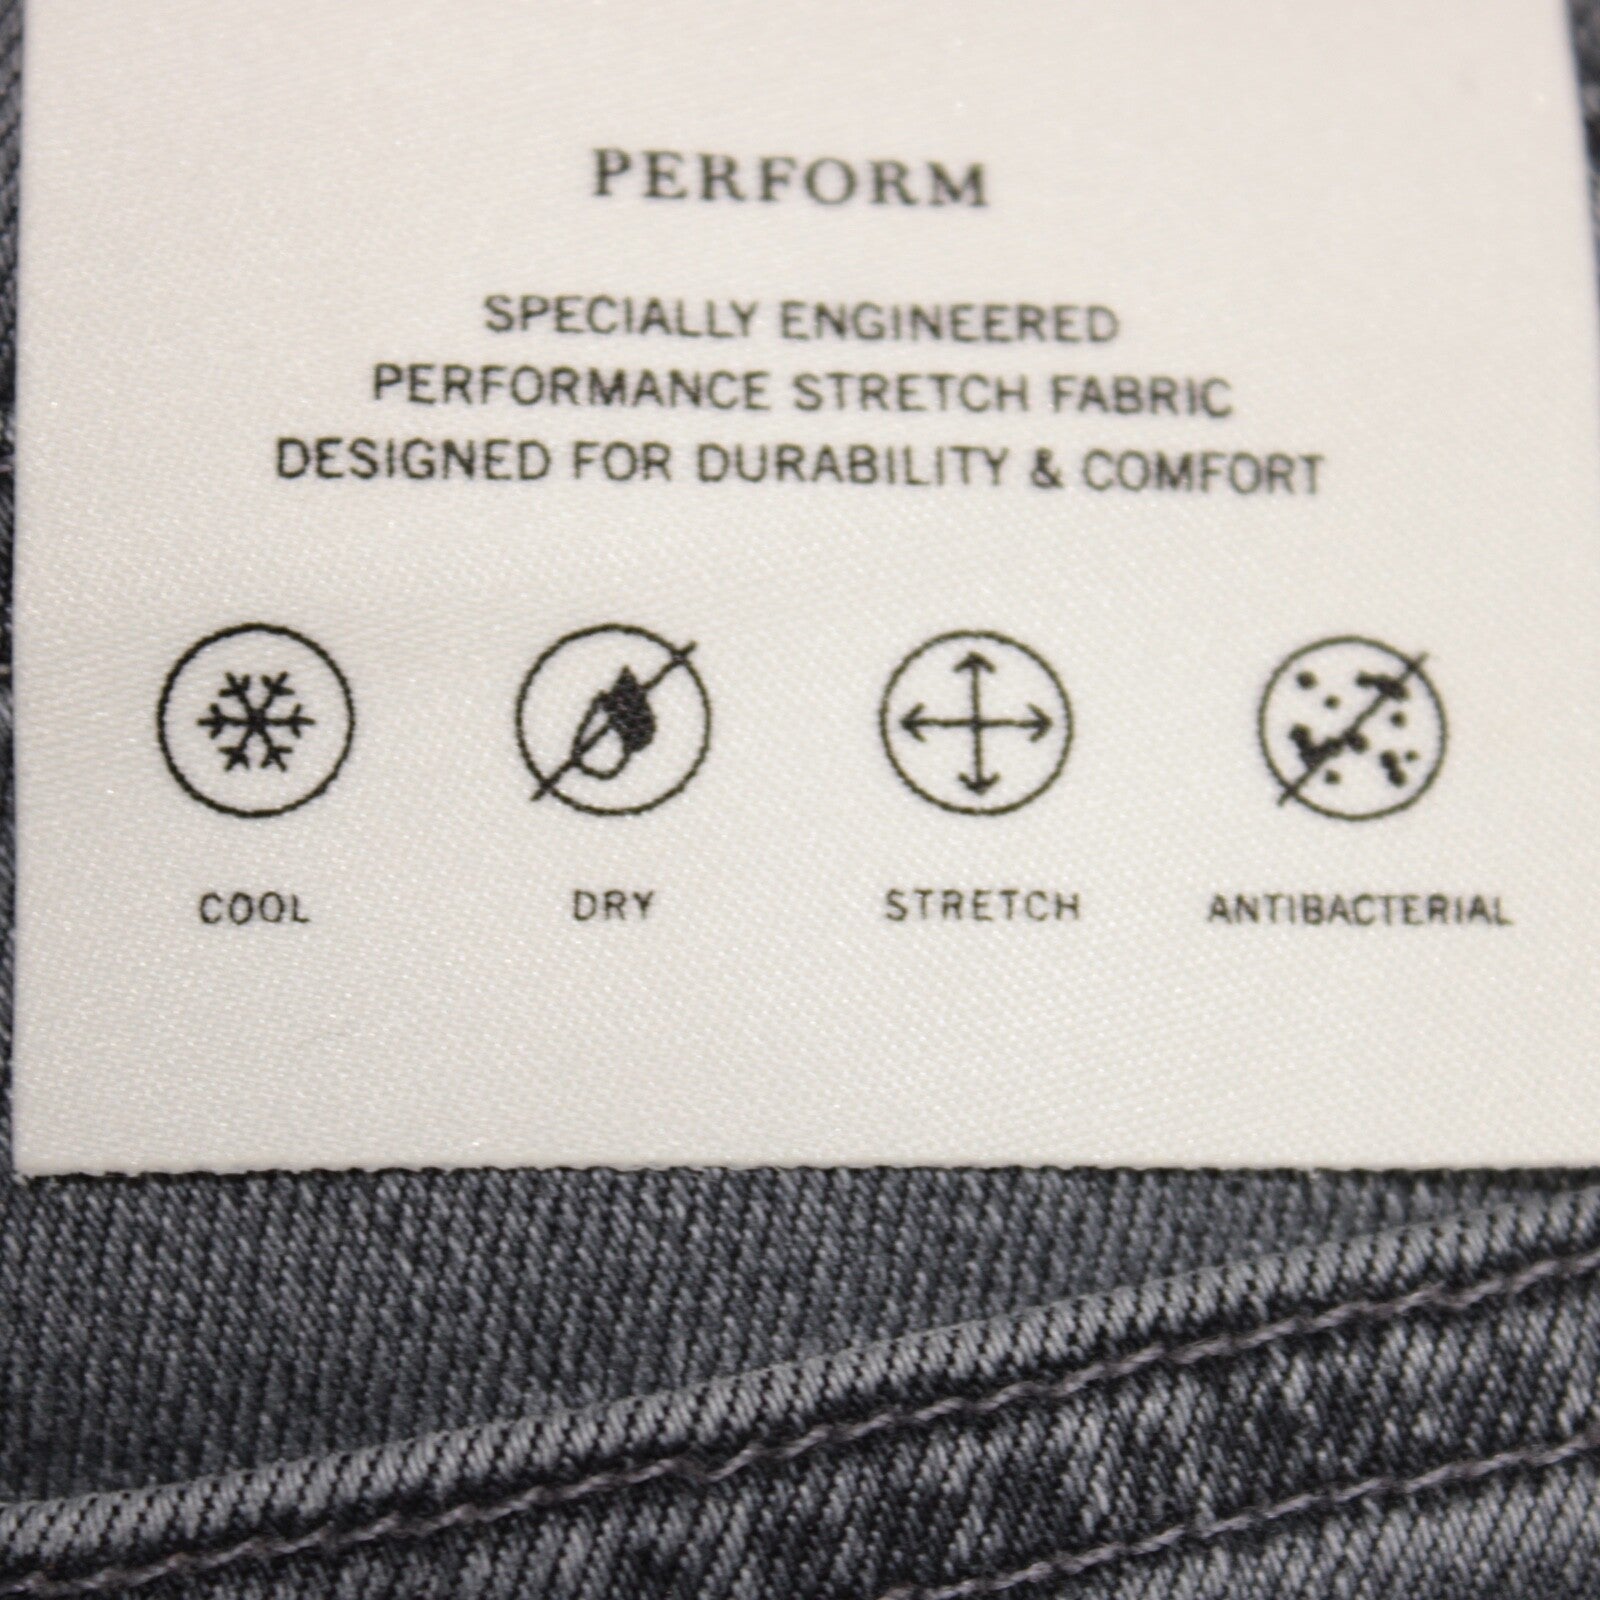 PERFORM
SPECIALLY ENGINEERED
PERFORMANCE STRETCH FABRIC
DESIGNED FOR DURABILITY & COMFORT
COOL DRY STRETCH ANTIBACTERIAL